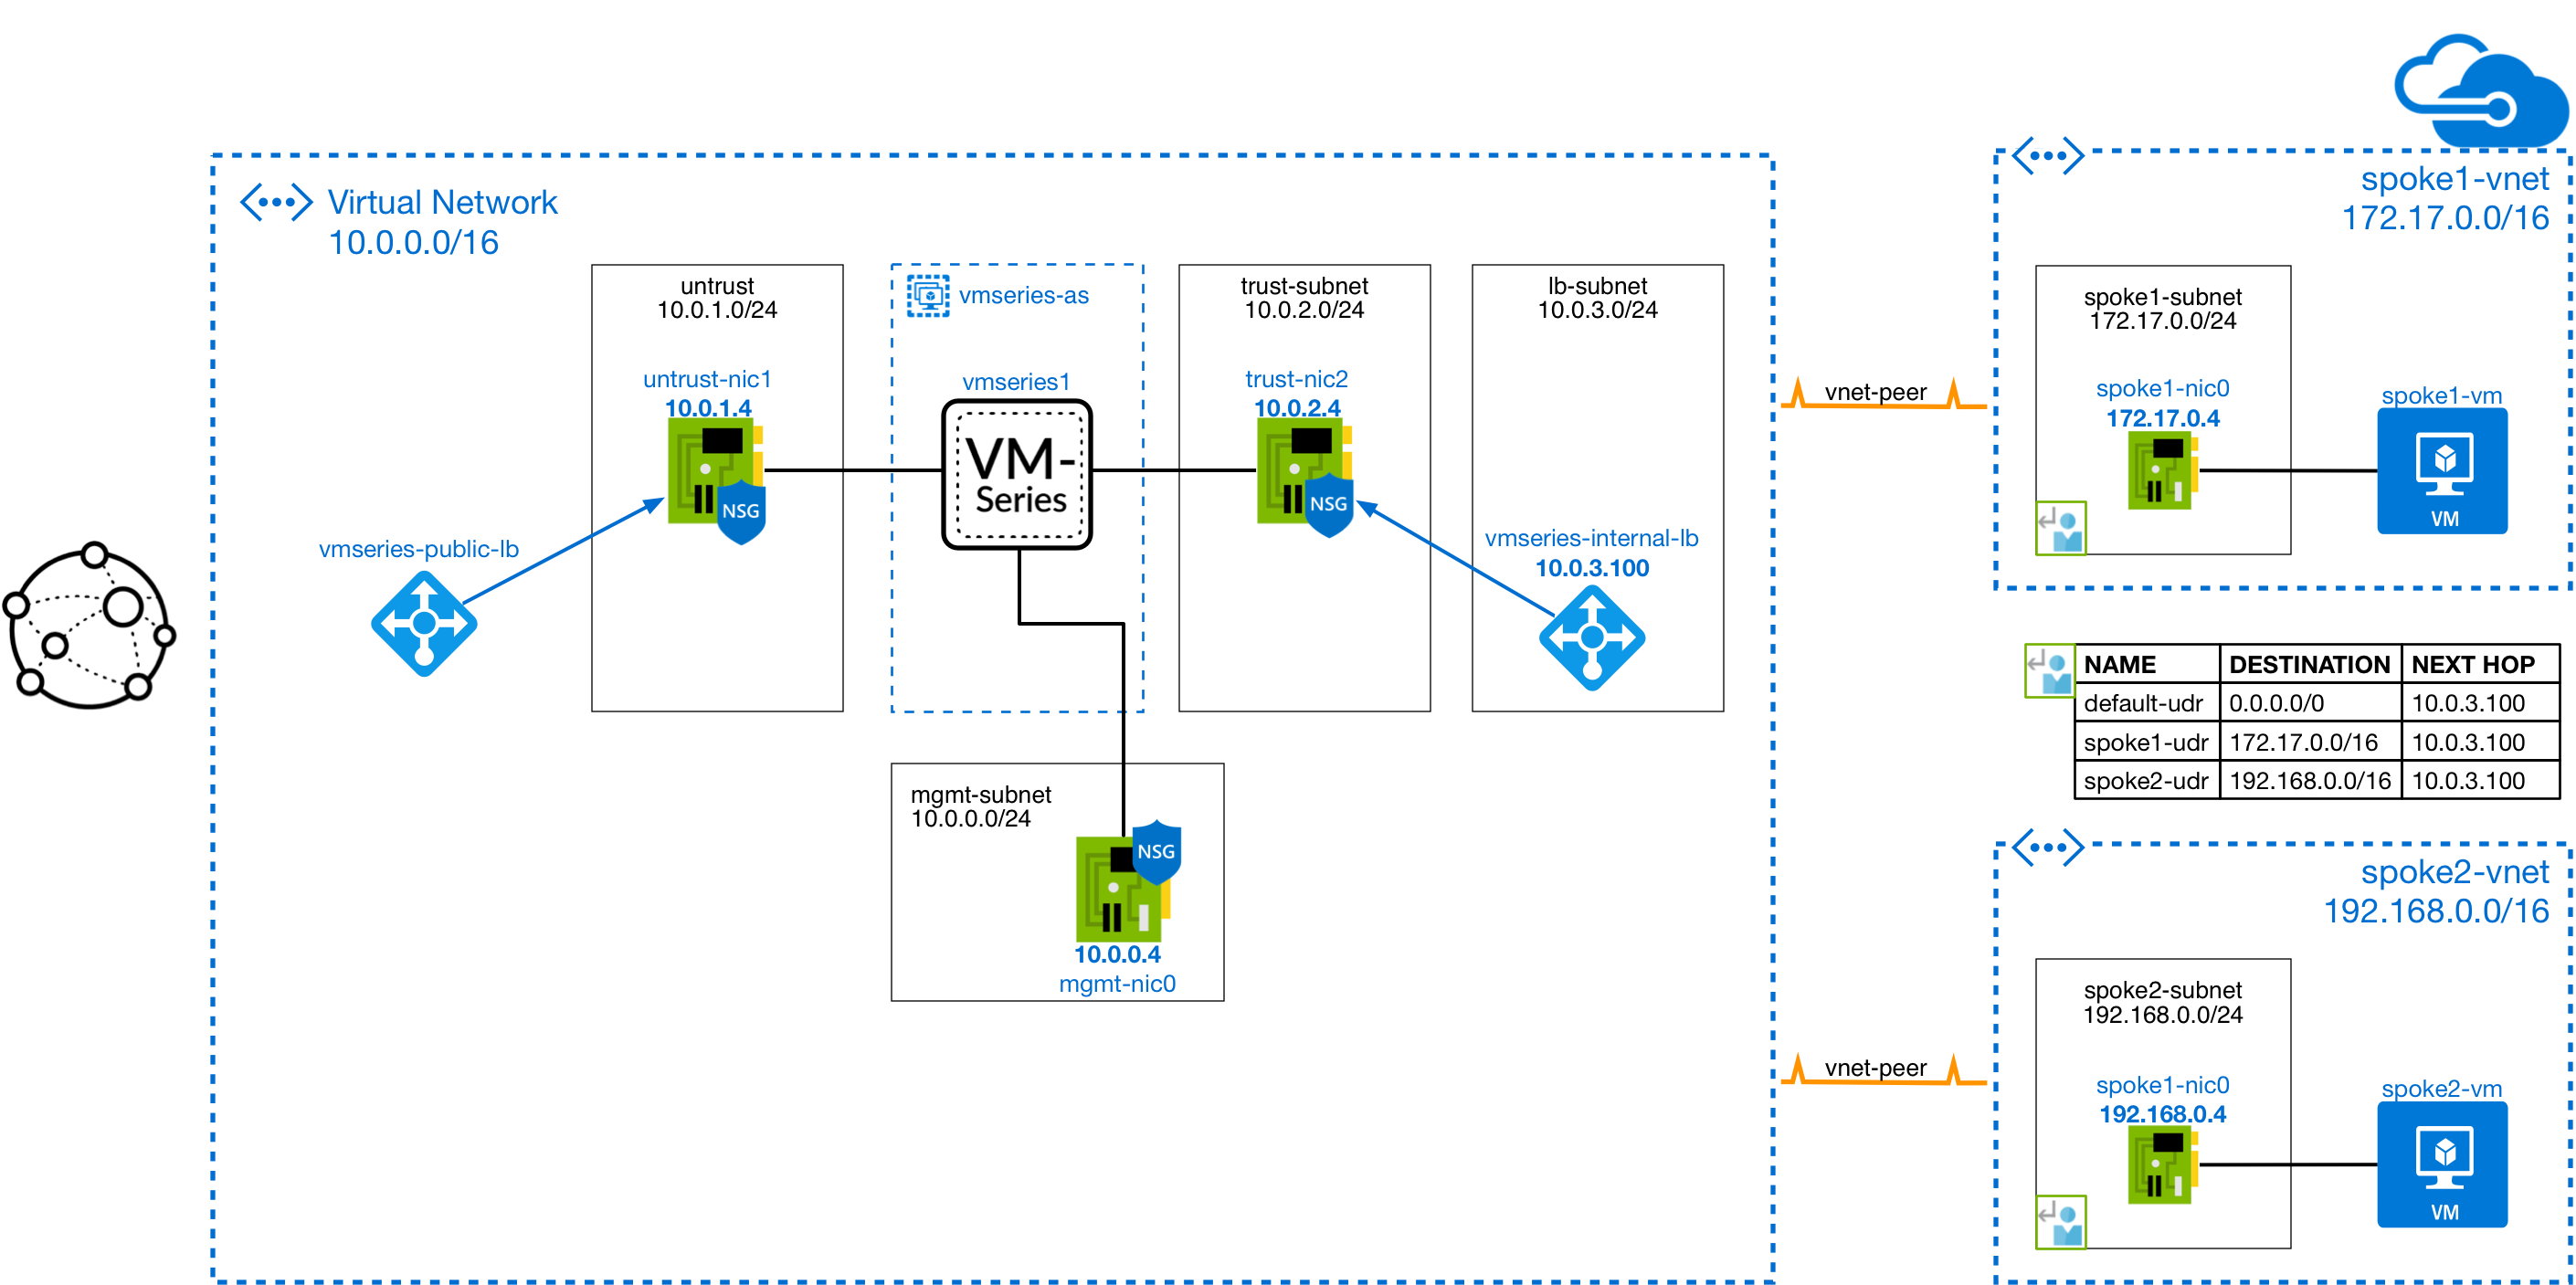 Virtual Network
10.0.0.0/16
untrust
10.0.1.0/24
untrust-nic1
10.0.1.4
NSG
vmseries-public-lb
vmseries-as
vmseries1
VM-
Series
trust-subnet
10.0.2.0/24
trust-nic2
10.0.2.4
NSG
lb-subnet
10.0.3.0/24
vmseries-internal-lb
10.0.3.100
mgmt-subnet
10.0.0.0/24
NSG
10.0.0.4
mgmt-nic0
vnet-peer
vnet-peer
spoke1-vnet
172.17.0.0/16
spoke1-subnet
172.17.0.0/24
spoke1-nic0
172.17.0.4
spoke1-vm
VM
NAME DESTINATION NEXT HOP
default-udr 0.0.0.0/0 10.0.3.100
spoke1-udr 172.17.0.0/16 10.0.3.100
spoke2-udr 192.168.0.0/16 10.0.3.100
spoke2-vnet
192.168.0.0/16
spoke2-subnet
192.168.0.0/24
spoke1-nic0
192.168.0.4
spoke2-vm
VM